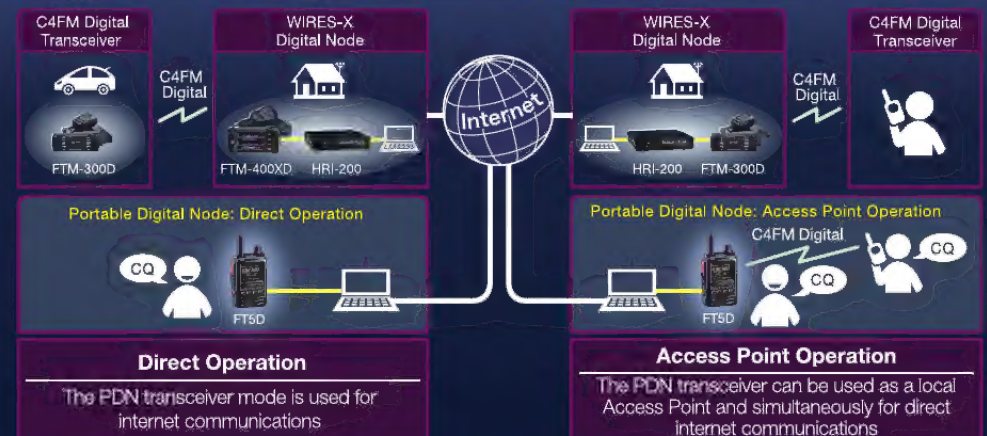 C4FM Digital
Transceiver
WIRES-X
Digital Node
C4FM
Digital
FTM-300D
FTM-400XD
HRI-200
Internet
WIRES-X
Digital Node
C4FM Digital
Transceiver
C4FM
Digital
HRI-200
FTM-300D
Portable Digital Node: Direct Operation
CQ
FT5D
Portable Digital Node: Access Point Operation
C4FM Digital
CQ
CQ
FT5D
Direct Operation
The PDN transceiver mode is used for
internet communications
Access Point Operation
The PDN transceiver can be used as a local
Access Point and simultaneously for direct
internet communications